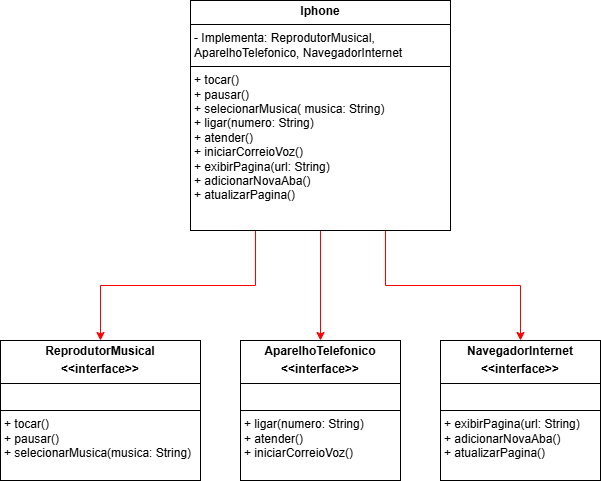 Iphone
- Implementa: ReprodutorMusical,
AparelhoTelefonico, NavegadorInternet
+ tocar()
+ pausar()
+ selecionarMusica( musica: String)
+ ligar(numero: String)
+ atender()
+ iniciarCorreioVoz()
+ exibirPagina(url: String)
+ adicionarNovaAba()
+ atualizarPagina()
ReprodutorMusical
<<interface>>
+ tocar()
+ pausar()
+ selecionarMusica(musica: String)
AparelhoTelefonico
<<interface>>
+ ligar(numero: String)
+ atender()
+ iniciarCorreioVoz()
NavegadorInternet
<<interface>>
+ exibirPagina(url: String)
+ adicionarNovaAba()
+ atualizarPagina()